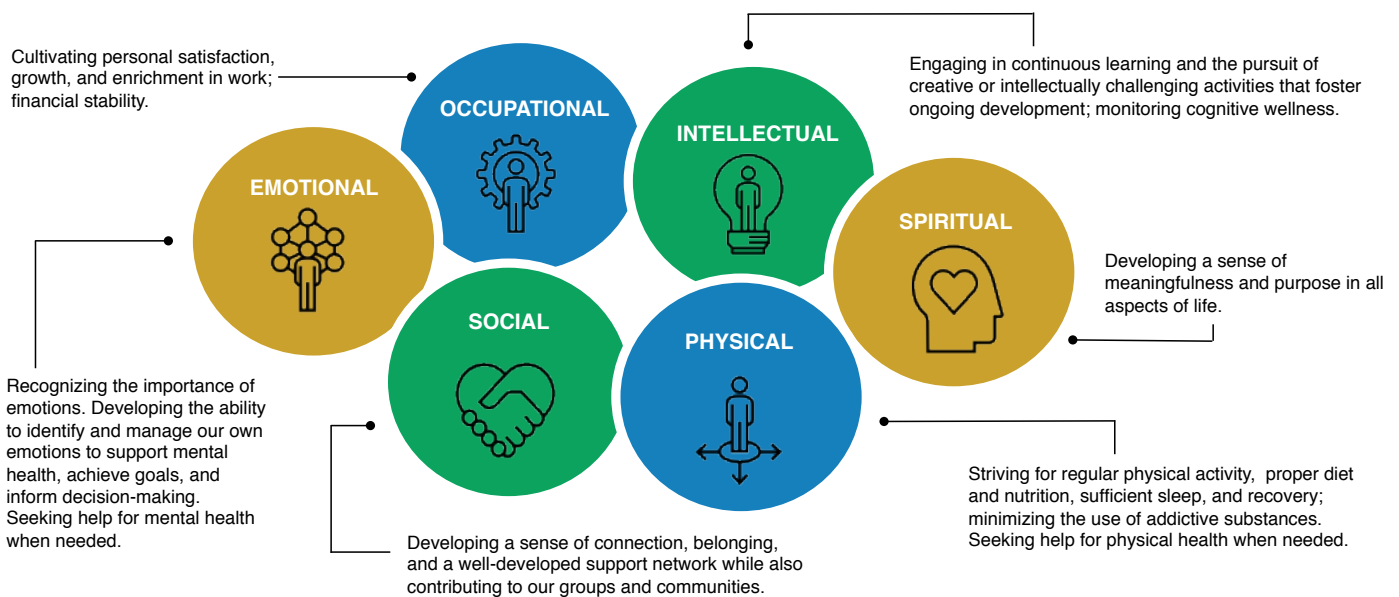 Cultivating personal satisfaction,
growth, and enrichment in work;
financial stability.
OCCUPATIONAL
INTELLECTUAL
Engaging in continuous learning and the pursuit of
creative or intellectually challenging activities that foster
ongoing development; monitoring cognitive wellness.
EMOTIONAL
SPIRITUAL
Developing a sense of
meaningfulness and purpose in all
aspects of life.
SOCIAL
PHYSICAL
Recognizing the importance of
emotions. Developing the ability
to identify and manage our own
emotions to support mental
health, achieve goals, and
inform decision-making.
Seeking help for mental health
when needed.
Striving for regular physical activity, proper diet
and nutrition, sufficient sleep, and recovery;
minimizing the use of addictive substances.
Seeking help for physical health when needed.
Developing a sense of connection, belonging,
and a well-developed support network while also
contributing to our groups and communities.